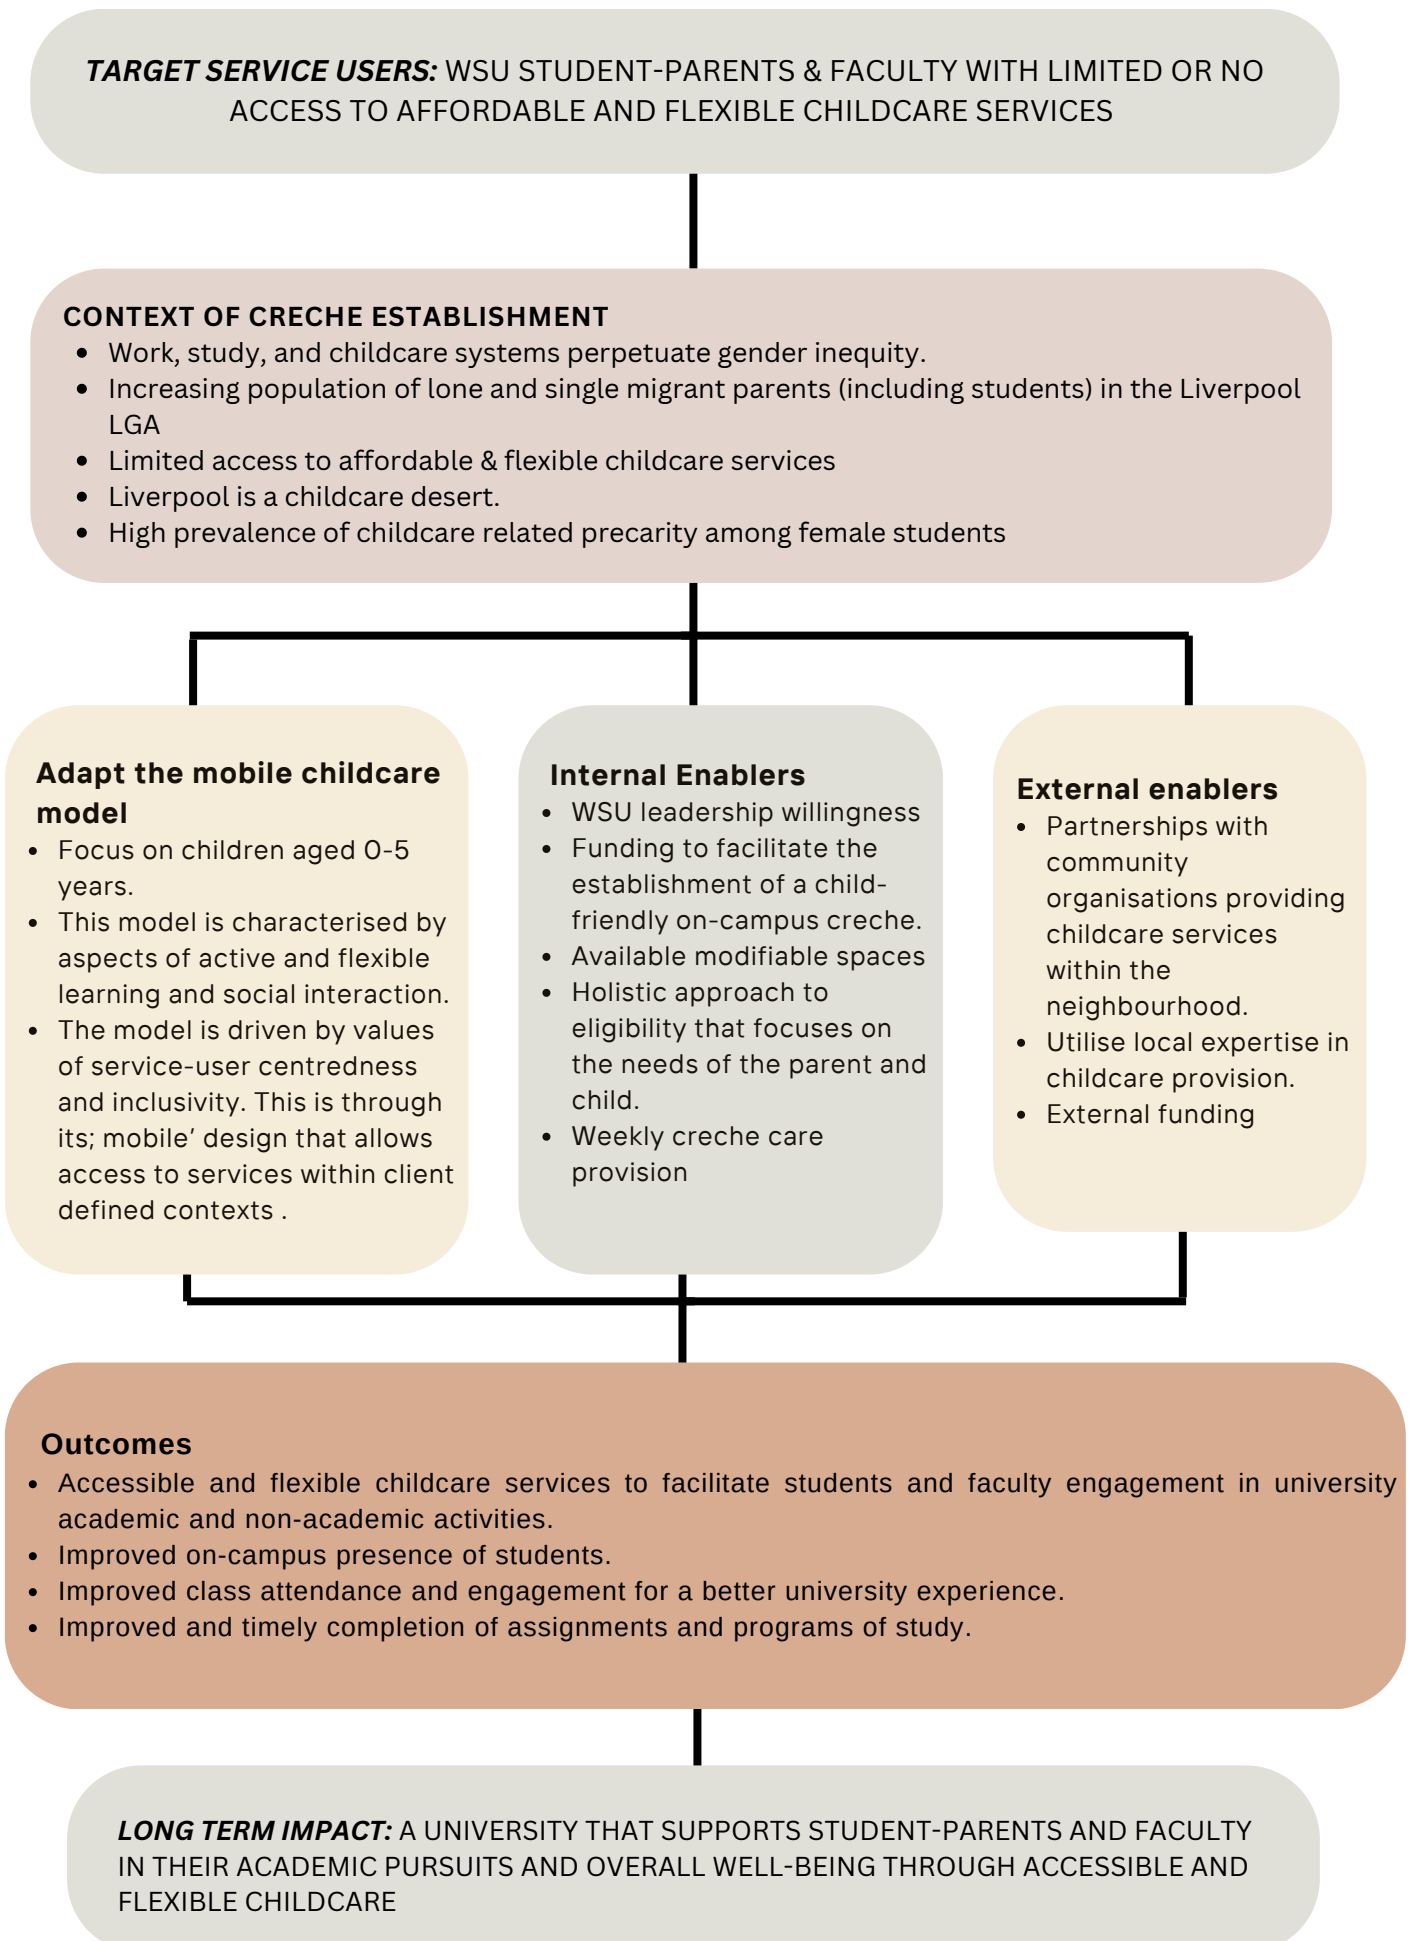 TARGET SERVICE USERS: WSU STUDENT-PARENTS & FACULTY WITH LIMITED OR NO
ACCESS TO AFFORDABLE AND FLEXIBLE CHILDCARE SERVICES
CONTEXT OF CRECHE ESTABLISHMENT
• Work, study, and childcare systems perpetuate gender inequity.
• Increasing population of lone and single migrant parents (including students) in the Liverpool
LGA
• Limited access to affordable & flexible childcare services
• Liverpool is a childcare desert.
• High prevalence of childcare related precarity among female students
Adapt the mobile childcare
model
• Focus on children aged 0-5
years.
• This model is characterised by
aspects of active and flexible
learning and social interaction.
• The model is driven by values
of service-user centredness
and inclusivity. This is through
its; mobile’ design that allows
access to services within client
defined contexts .
Internal Enablers
• WSU leadership willingness
• Funding to facilitate the
establishment of a child-
friendly on-campus creche.
• Available modifiable spaces
• Holistic approach to
eligibility that focuses on
the needs of the parent and
child.
• Weekly creche care
provision
External enablers
• Partnerships with
community
organisations providing
childcare services
within the
neighbourhood.
• Utilise local expertise in
childcare provision.
• External funding
Outcomes
• Accessible and flexible childcare services to facilitate students and faculty engagement in university
academic and non-academic activities.
• Improved on-campus presence of students.
• Improved class attendance and engagement for a better university experience.
• Improved and timely completion of assignments and programs of study.
LONG TERM IMPACT: A UNIVERSITY THAT SUPPORTS STUDENT-PARENTS AND FACULTY
IN THEIR ACADEMIC PURSUITS AND OVERALL WELL-BEING THROUGH ACCESSIBLE AND
FLEXIBLE CHILDCARE